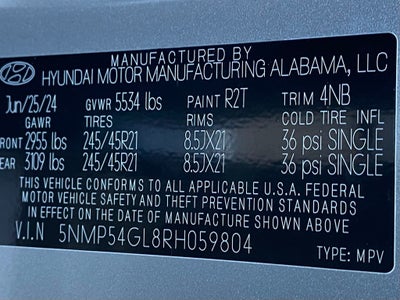 MANUFACTURED BY
HYUNDAI MOTOR MANUFACTURING ALABAMA, LLC
Jun/25/24 GVWR 5534 lbs PAINT R2T TRIM 4NB
GAWR TIRES RIMS COLD TIRE INFL
FRONT 2955 lbs 245/45R21 8.5JX21 36 psi SINGLE
REAR 3109 lbs 245/45R21 8.5JX21 36 psi SINGLE
THIS VEHICLE CONFORMS TO ALL APPLICABLE U.S.A. FEDERAL
MOTOR VEHICLE SAFETY AND THEFT PREVENTION STANDARDS
IN EFFECT ON THE DATE OF MANUFACTURE SHOWN ABOVE
V.I.N 5NMP54GL8RH059804
TYPE: MPV